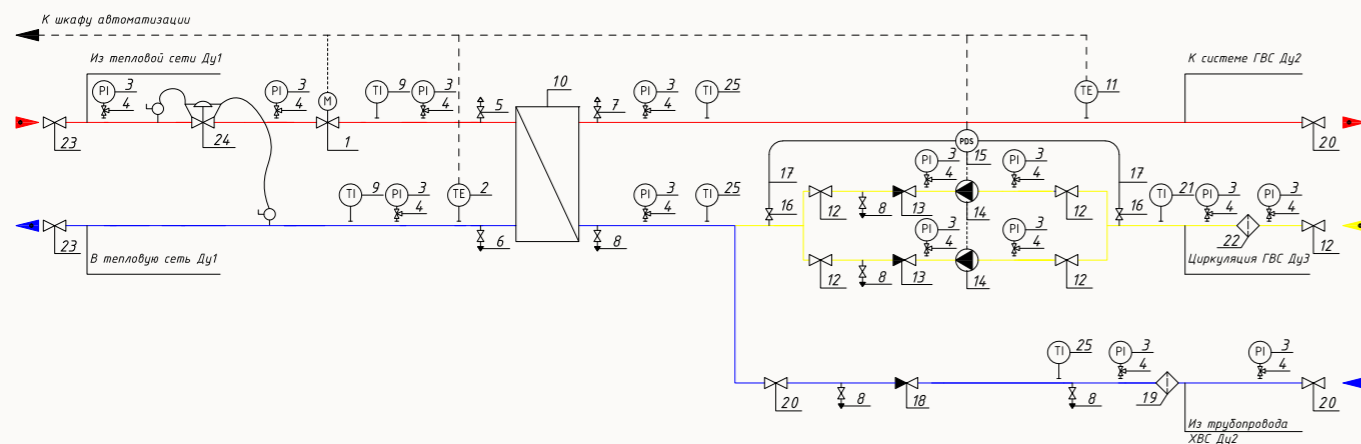 К шкафу автоматизации
Из тепловой сети Ду1
К системе ГВС Ду2
PI 3 4
PI 3 4
M
TI 9
PI 3 4
10
PI 3 4
TI 25
TE 11
5
7
23
24
1
20
PDS
15
PI 3 4
PI 3 4
17
17
TI 9
PI 3 4
TE 2
PI 3 4
TI 25
16
12
8
13
14
12
16
TI 21
PI 3 4
PI 3 4
23
6
8
PI 3 4
PI 3 4
22
12
В тепловую сеть Ду1
Циркуляция ГВС Ду3
12
8
13
14
12
TI 25
PI 3 4
PI 3 4
20
8
18
8
19
20
Из трубопровода
ХВС Ду2